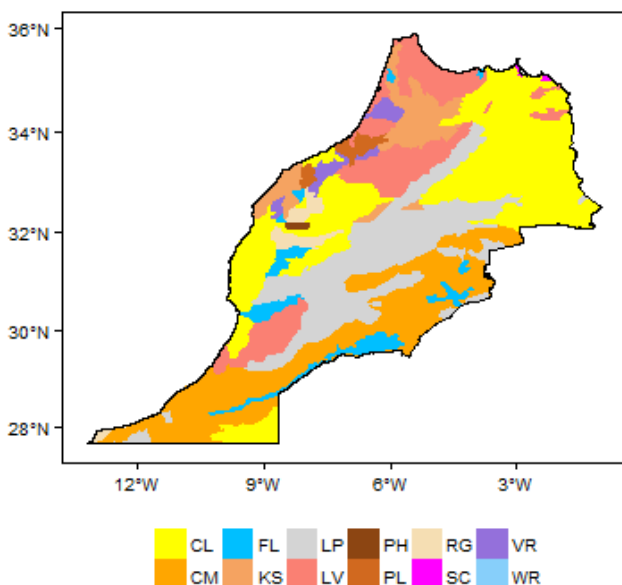 36°N
34°N
32°N
30°N
28°N
12°W 9°W 6°W 3°W
CL FL LP PH RG VR
CM KS LV PL SC WR